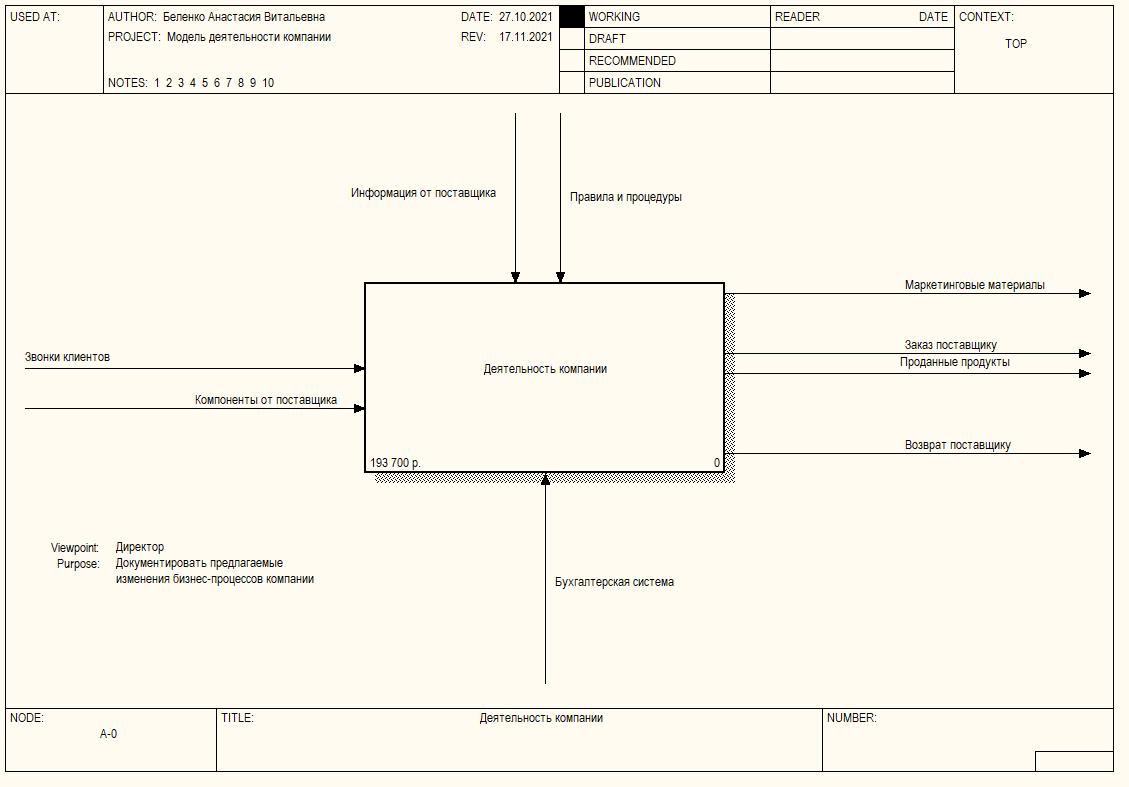 USED AT:
AUTHOR: Беленко Анастасия Витальевна
DATE: 27.10.2021
WORKING
READER
DATE
CONTEXT:
PROJECT: Модель деятельности компании
REV: 17.11.2021
DRAFT
TOP
RECOMMENDED
NOTES: 1 2 3 4 5 6 7 8 9 10
PUBLICATION
Информация от поставщика
Правила и процедуры
Маркетинговые материалы
Заказ поставщику
Проданные продукты
Звонки клиентов
Деятельность компании
Компоненты от поставщика
Возврат поставщику
193 700 р.
0
Viewpoint: Директор
Purpose: Документировать предлагаемые
изменения бизнес-процессов компании
Бухгалтерская система
NODE:
A-0
TITLE:
Деятельность компании
NUMBER: